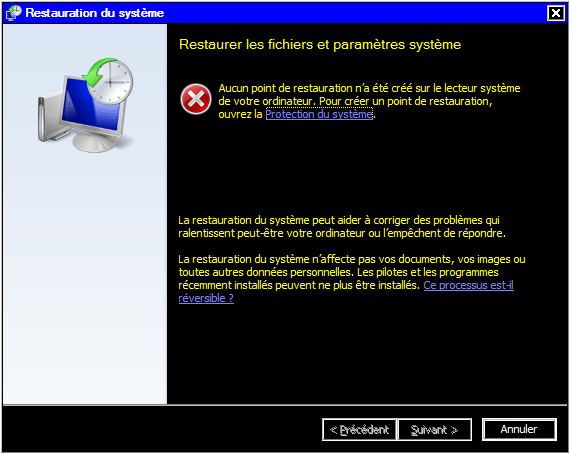 Restauration du système
Restaurer les fichiers et paramètres système
Aucun point de restauration n'a été créé sur le lecteur système
de votre ordinateur. Pour créer un point de restauration,
ouvrez la Protection du système.
La restauration du système peut aider à corriger des problèmes qui
ralentissent peut-être votre ordinateur ou l'empêchent de répondre.
La restauration du système n'affecte pas vos documents, vos images ou
toutes autres données personnelles. Les pilotes et les programmes
récemment installés peuvent ne plus être installés. Ce processus est-il
réversible ?
< Précédent
Suivant >
Annuler